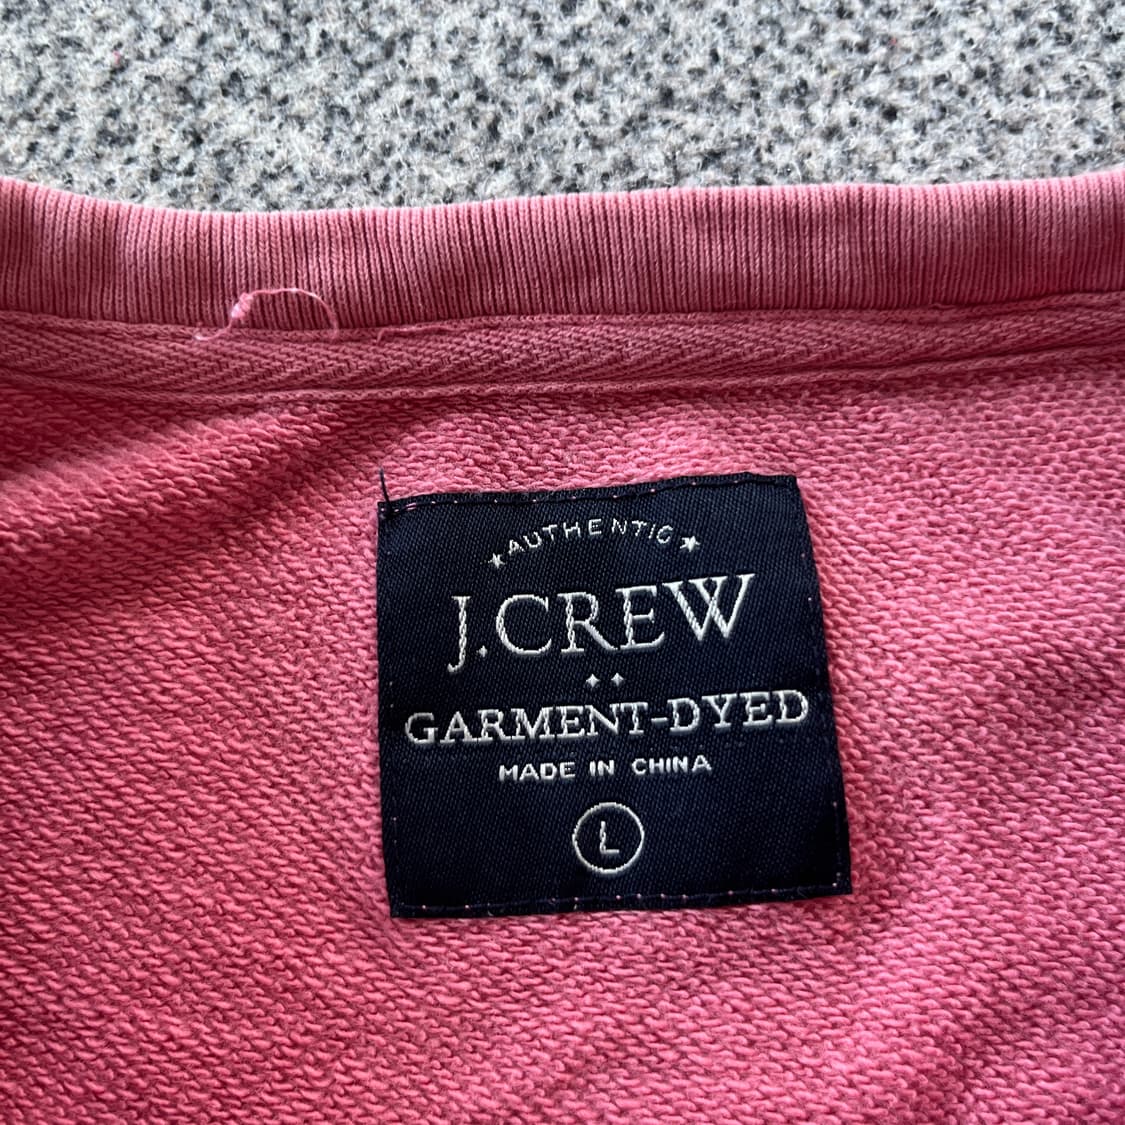 AUTHENTIC
J.CREW
GARMENT-DYED
MADE IN CHINA
L